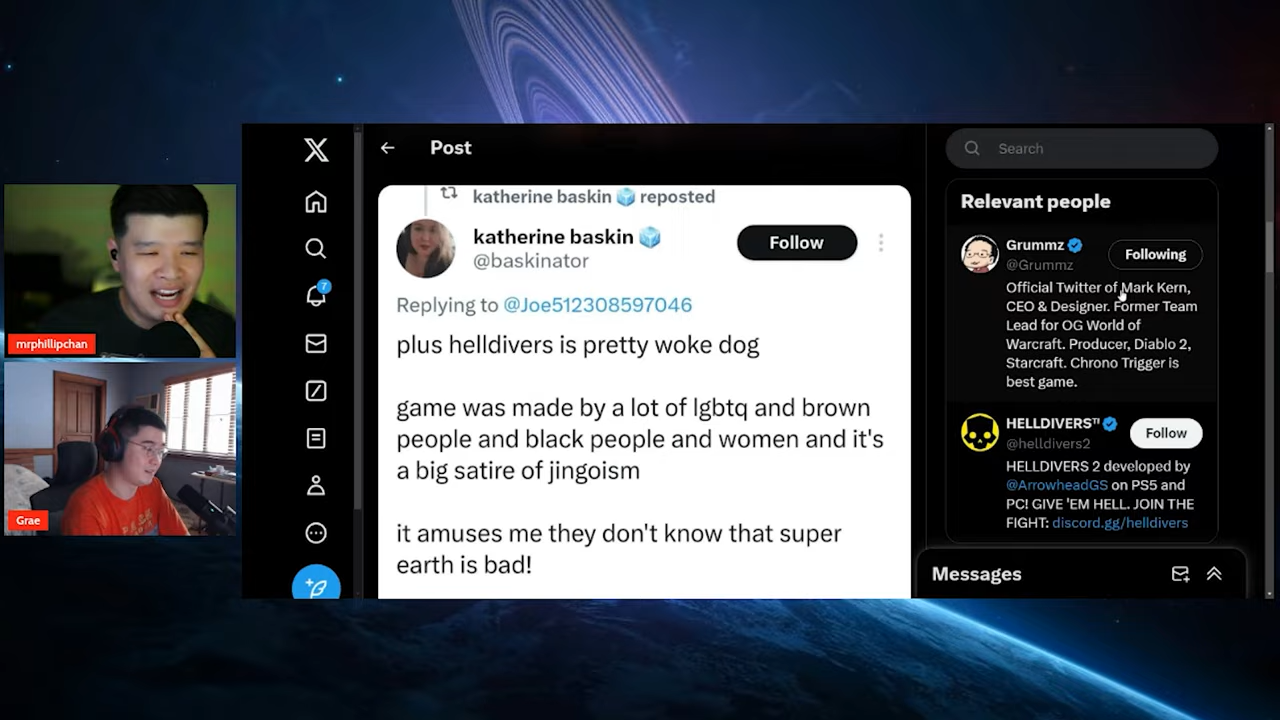 Post
Search
katherine baskin reposted
katherine baskin
@baskinator
Follow
Replying to @Joe512308597046
plus helldivers is pretty woke dog
game was made by a lot of lgbtq and brown
people and black people and women and it's
a big satire of jingoism
it amuses me they don't know that super
earth is bad!
Relevant people
Grummz
@Grummz
Following
Official Twitter of Mark Kern,
CEO & Designer. Former Team
Lead for OG World of
Warcraft. Producer, Diablo 2,
Starcraft. Chrono Trigger is
best game.
HELLDIVERS™
@helldivers2
Follow
HELLDIVERS 2 developed by
@ArrowheadGS on PS5 and
PC! GIVE 'EM HELL. JOIN THE
FIGHT: discord.gg/helldivers
Messages
7
mrphillipchan
Grae